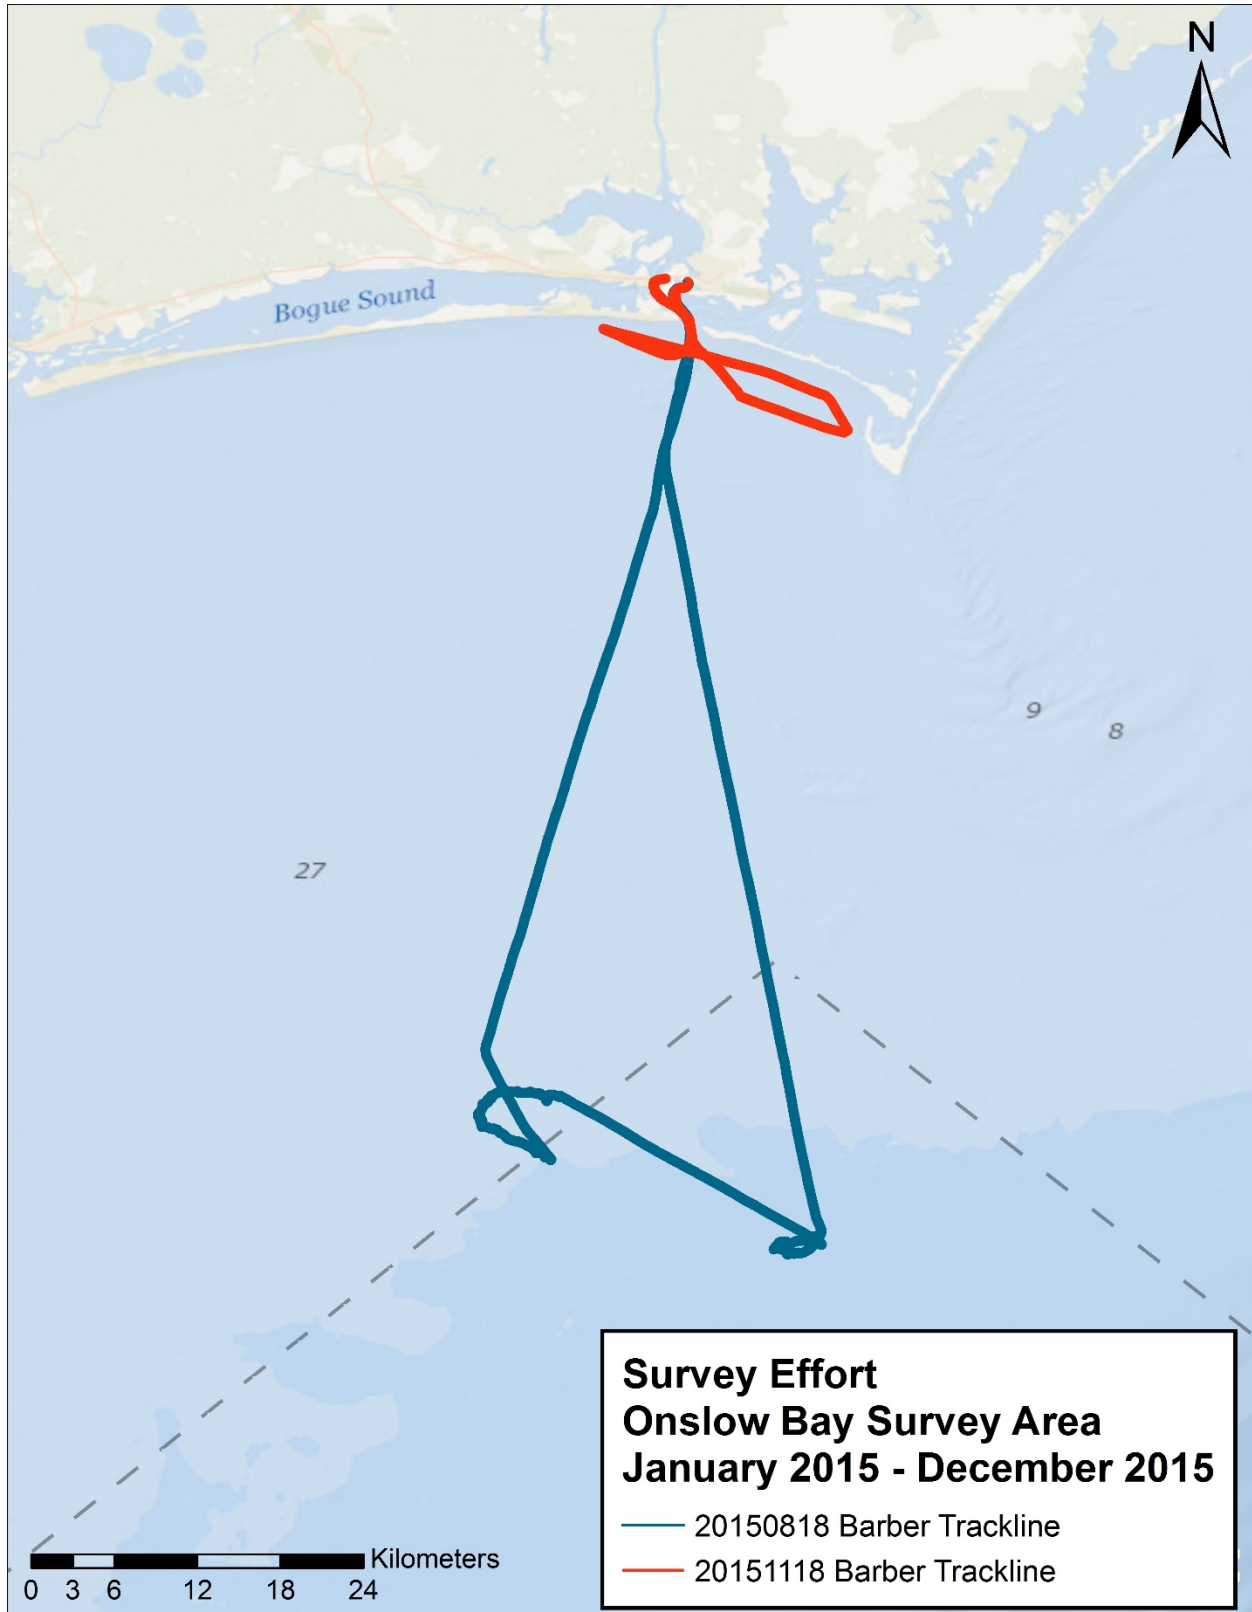 N
Bogue Sound
9
8
27
Survey Effort
Onslow Bay Survey Area
January 2015 - December 2015
20150818 Barber Trackline
20151118 Barber Trackline
Kilometers
0 3 6 12 18 24